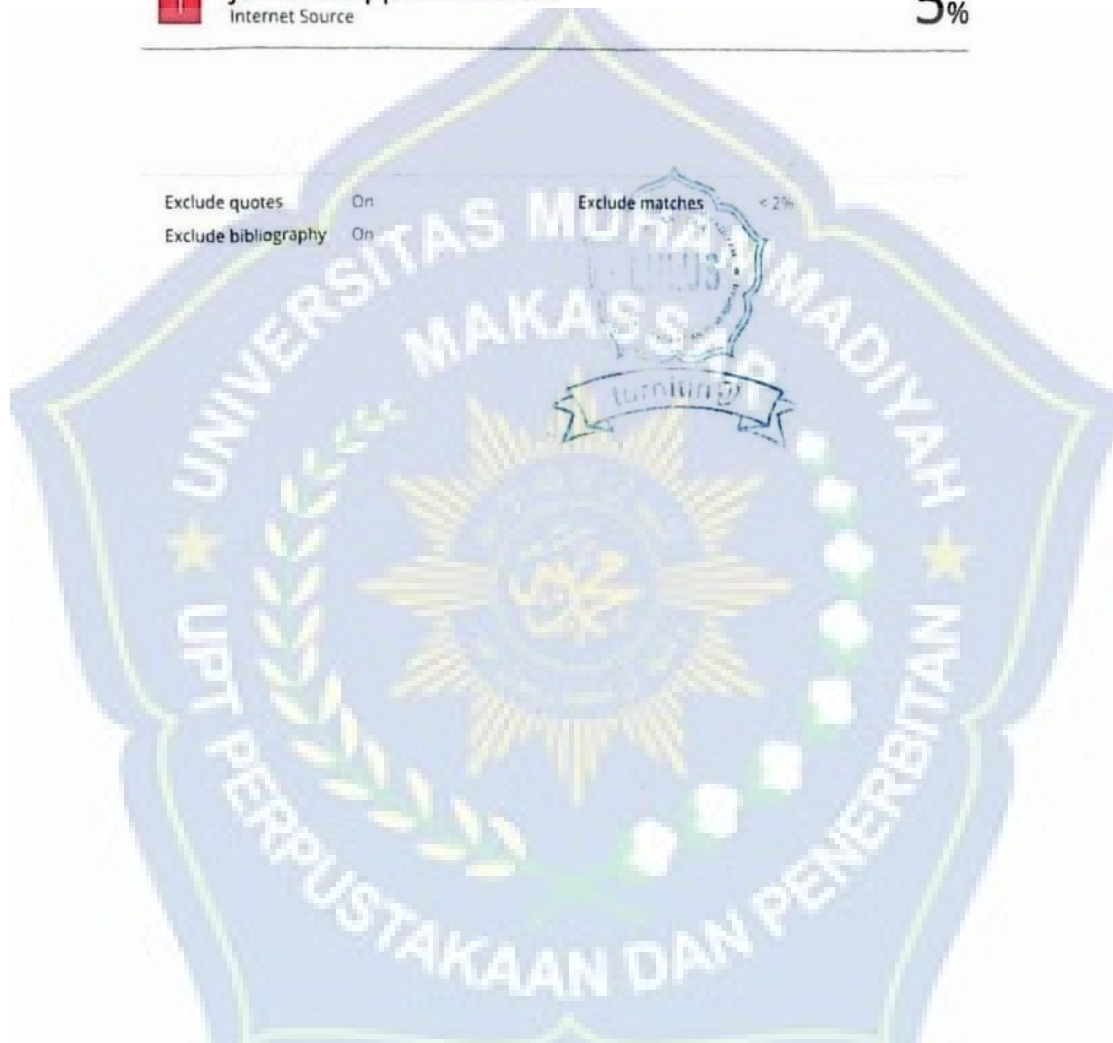 Internet Source
5%
Exclude quotes On
Exclude matches < 2%
Exclude bibliography On
UNIVERSITAS MUHAMMADIYAH
MAKASSAR
LULUS
turnitin
UPT PERPUSTAKAAN DAN PENERBITAN